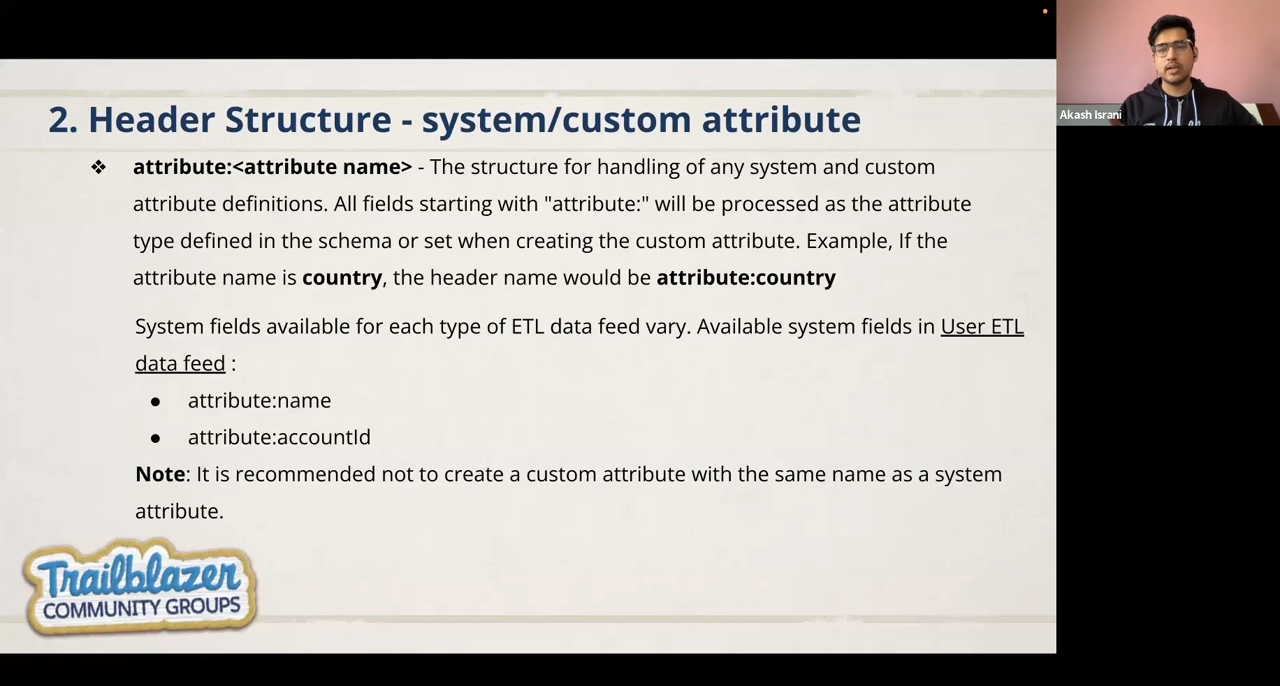 2. Header Structure - system/custom attribute
❖ attribute:<attribute name> - The structure for handling of any system and custom
attribute definitions. All fields starting with "attribute:" will be processed as the attribute
type defined in the schema or set when creating the custom attribute. Example, If the
attribute name is country, the header name would be attribute:country
System fields available for each type of ETL data feed vary. Available system fields in User ETL
data feed :
● attribute:name
● attribute:accountId
Note: It is recommended not to create a custom attribute with the same name as a system
attribute.
Trailblazer
COMMUNITY GROUPS
Akash Israni